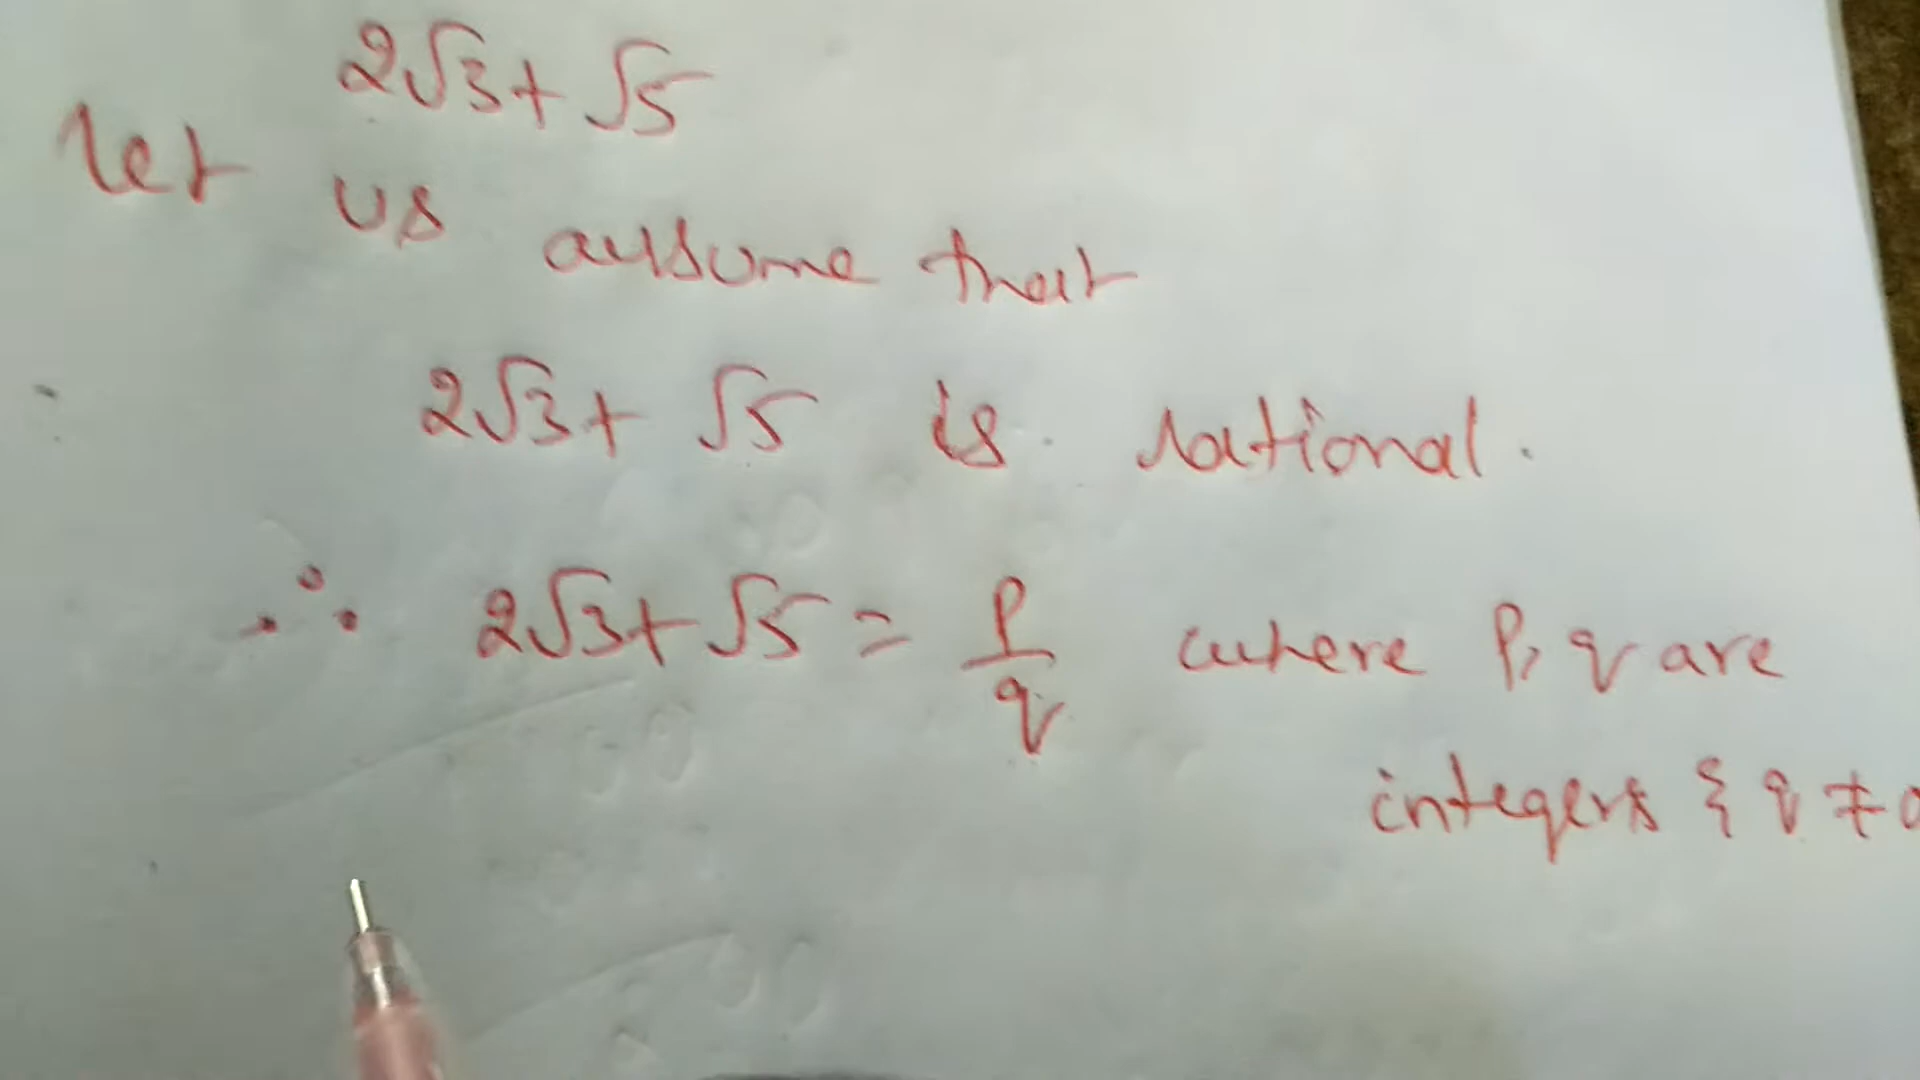 2√3+ √5
Let us assume that
2√3+ √5 is rational.
∴ 2√3+√5 = p/q where p, q are
integers & q ≠ 0